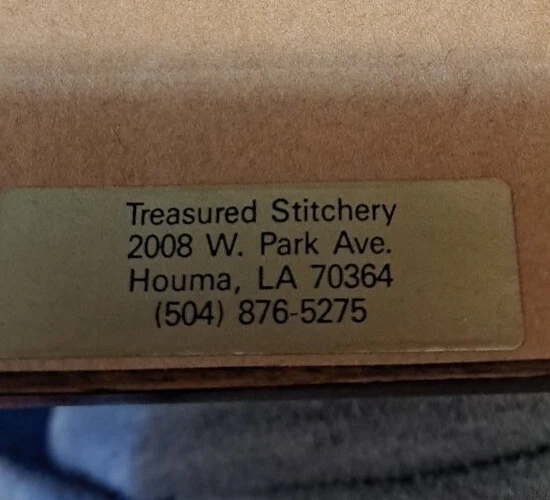 Treasured Stitchery
2008 W. Park Ave.
Houma, LA 70364
(504) 876-5275